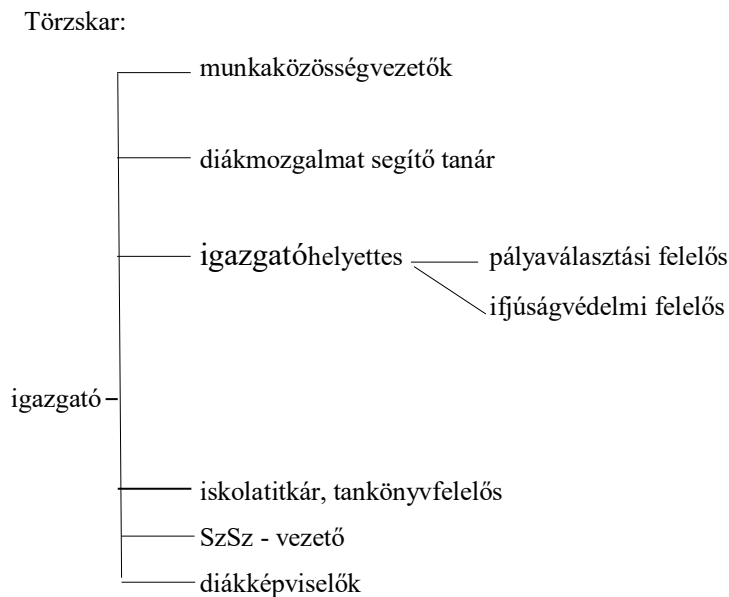 Törzskar:
munkaközösségvezetők
diákmozgalmat segítő tanár
igazgatóhelyettes
pályaválasztási felelős
ifjúságvédelmi felelős
igazgató
iskolatitkár, tankönyvfelelős
SzSz - vezető
diákképviselők